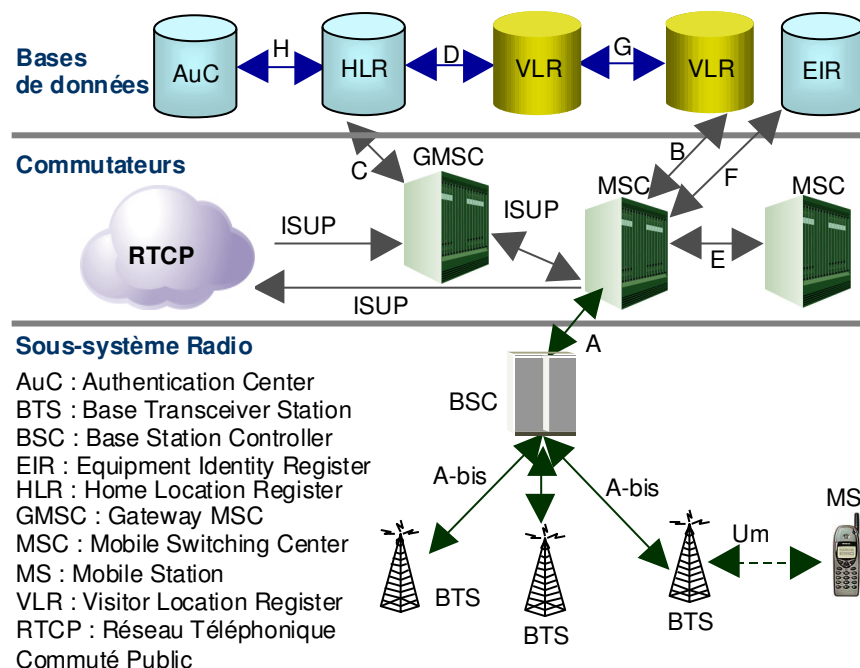 Bases
de données
AuC
H
HLR
D
VLR
G
VLR
EIR
Commutateurs
C
GMSC
B
F
MSC
MSC
ISUP
ISUP
RTCP
E
ISUP
Sous-système Radio
A
AuC : Authentication Center
BTS : Base Transceiver Station
BSC : Base Station Controller
EIR : Equipment Identity Register
HLR : Home Location Register
GMSC : Gateway MSC
MSC : Mobile Switching Center
MS : Mobile Station
VLR : Visitor Location Register
RTCP : Réseau Téléphonique
Commuté Public
BSC
A-bis
A-bis
MS
Um
BTS
BTS
BTS